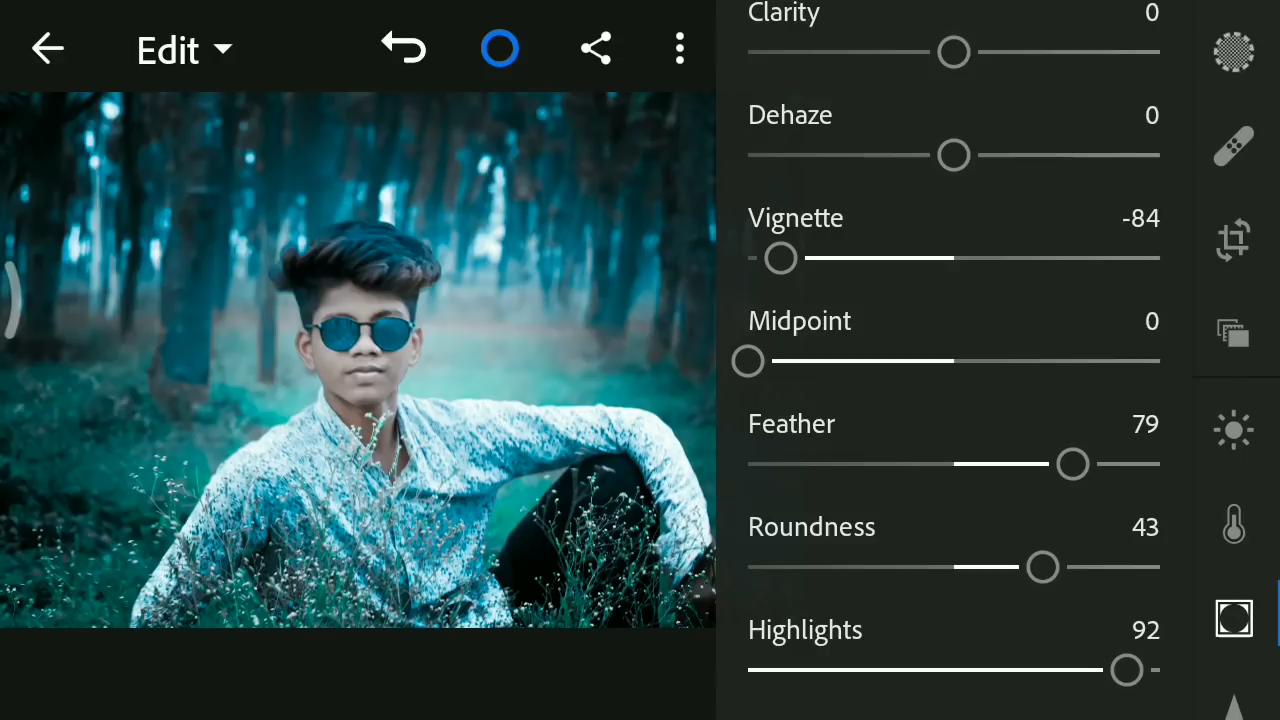 Edit
Clarity 0
Dehaze 0
Vignette -84
Midpoint 0
Feather 79
Roundness 43
Highlights 92